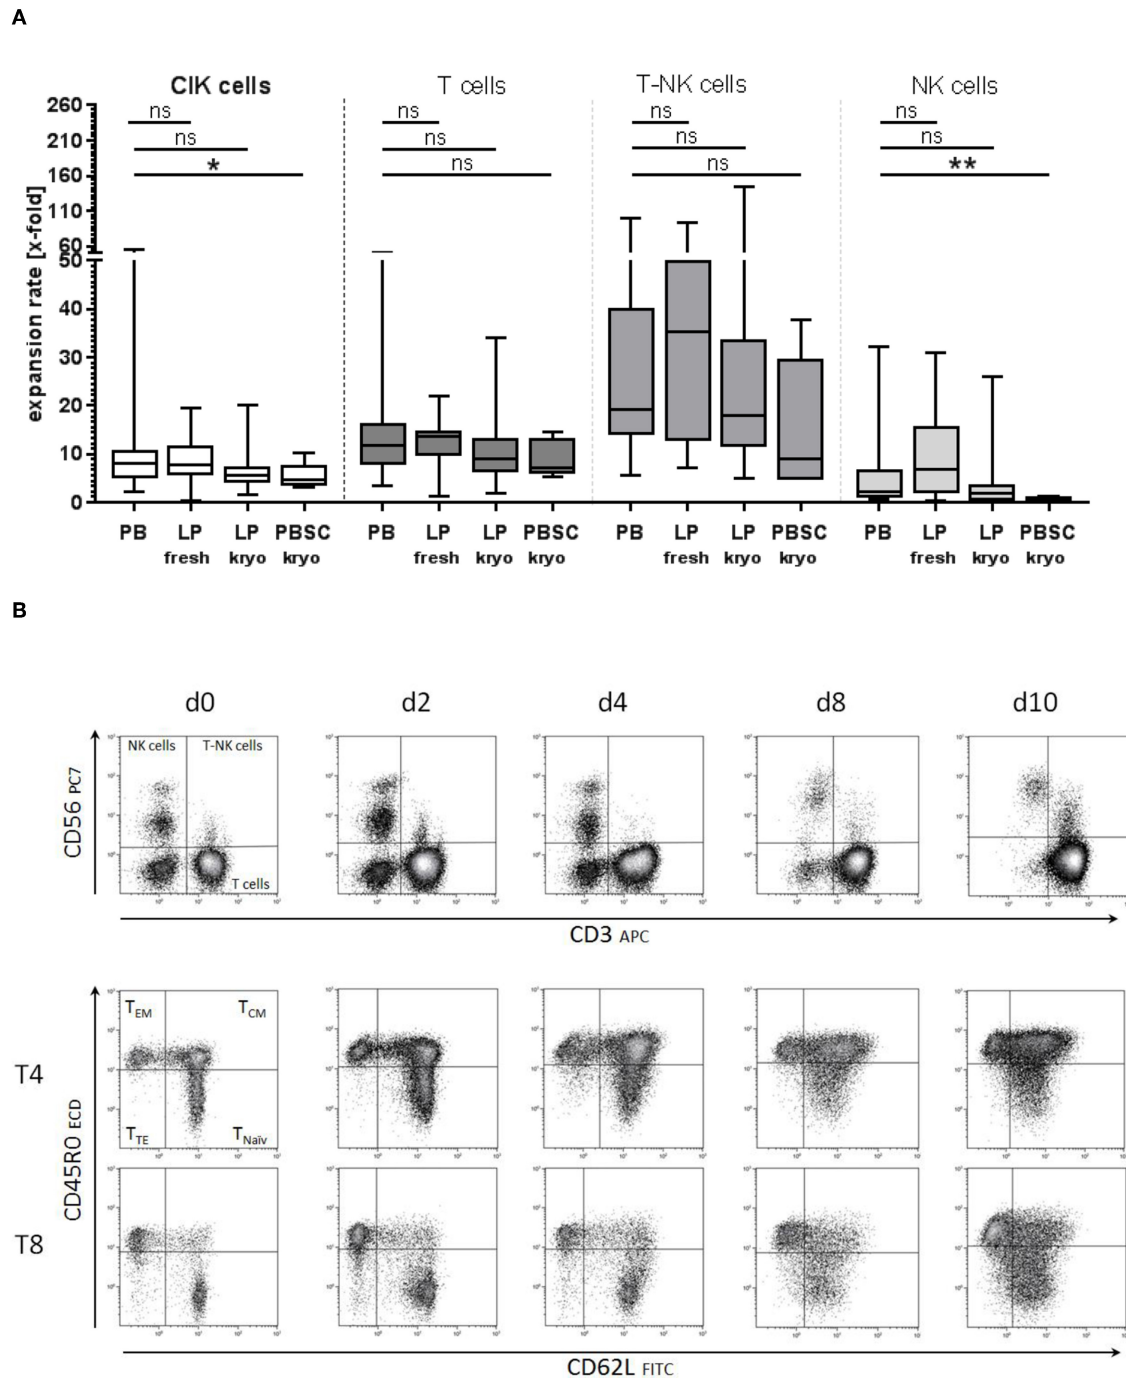 A
CIK cells T cells T-NK cells NK cells
ns ns ns ns
ns ns ns ns
* ns ns **
expansion rate [x-fold]
260
210
160
110
60
50
40
30
20
10
0
PB LP fresh LP kryo PBSC kryo PB LP fresh LP kryo PBSC kryo PB LP fresh LP kryo PBSC kryo PB LP fresh LP kryo PBSC kryo
B
d0 d2 d4 d8 d10
NK cells T-NK cells
T cells
CD56 PC7
CD3 APC
T4
T8
CD45R0 ECD
TEM TCM
TTE TNaïv
CD62L FITC